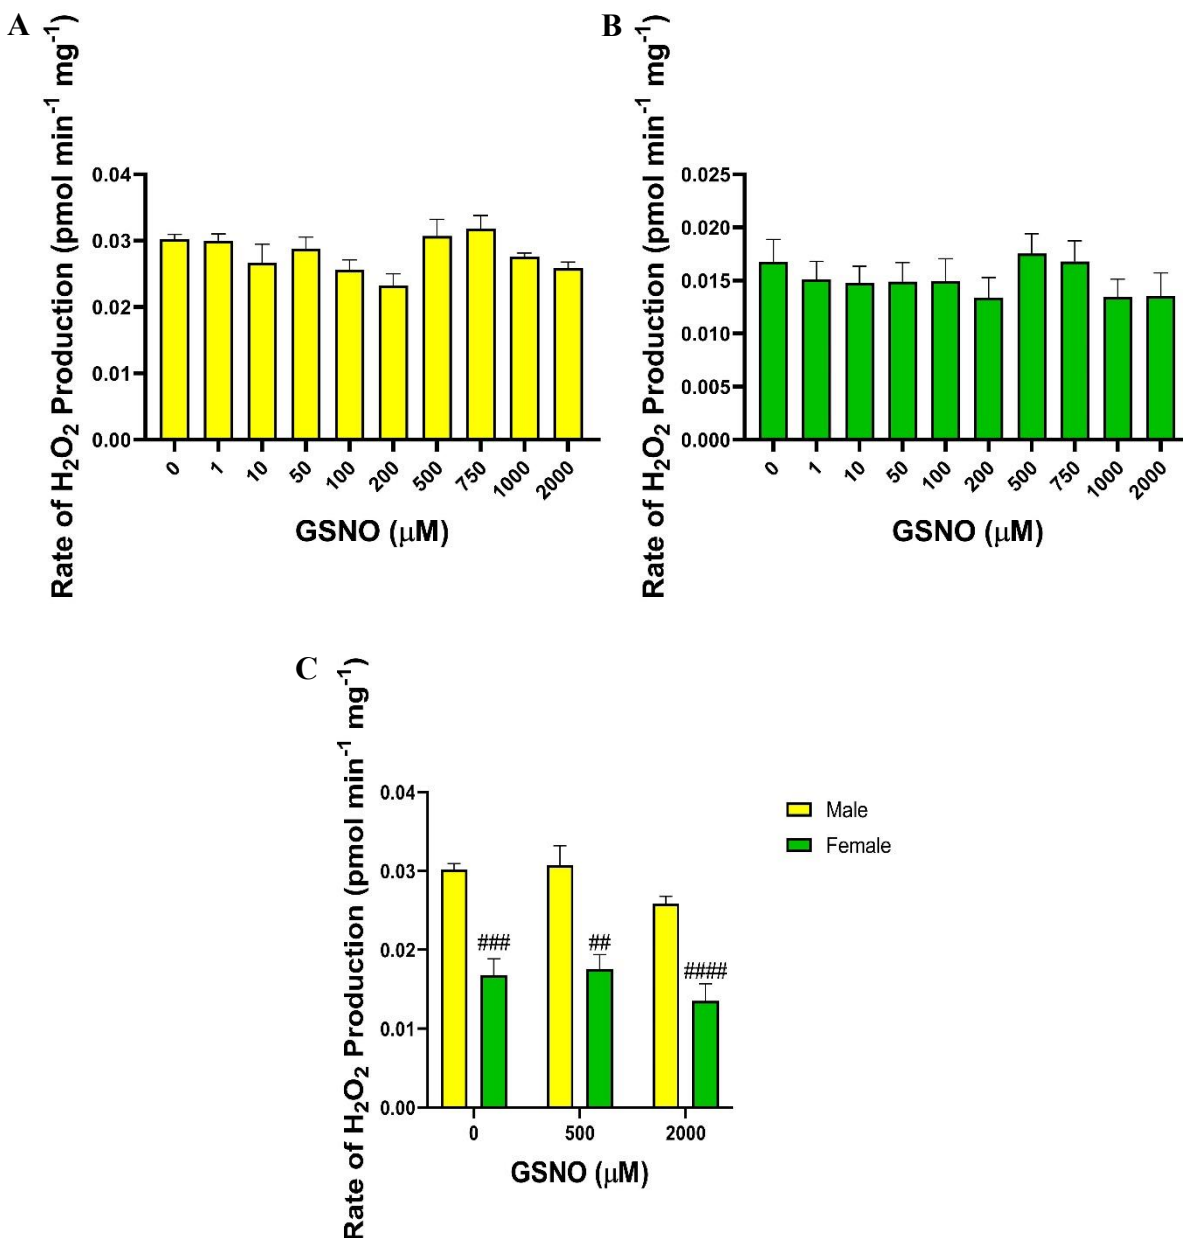 A
Rate of H₂O₂ Production (pmol min⁻¹ mg⁻¹)
0.04
0.03
0.02
0.01
0.00
0 1 10 50 100 200 500 750 1000 2000
GSNO (μM)
B
Rate of H₂O₂ Production (pmol min⁻¹ mg⁻¹)
0.025
0.020
0.015
0.010
0.005
0.000
0 1 10 50 100 200 500 750 1000 2000
GSNO (μM)
C
Rate of H₂O₂ Production (pmol min⁻¹ mg⁻¹)
0.04
0.03
0.02
0.01
0.00
### ## ####
0 500 2000
GSNO (μM)
Male
Female